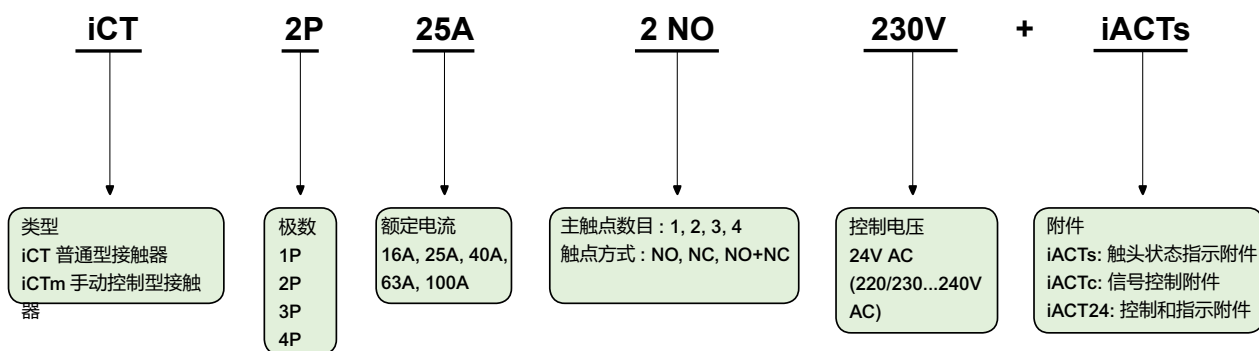 iCT 2P 25A 2 NO 230V + iACTs
类型
iCT 普通型接触器
iCTm 手动控制型接触
器
极数
1P
2P
3P
4P
额定电流
16A, 25A, 40A,
63A, 100A
主触点数目 : 1, 2, 3, 4
触点方式 : NO, NC, NO+NC
控制电压
24V AC
(220/230...240V
AC)
附件
iACTs: 触头状态指示附件
iACTc: 信号控制附件
iACT24: 控制和指示附件